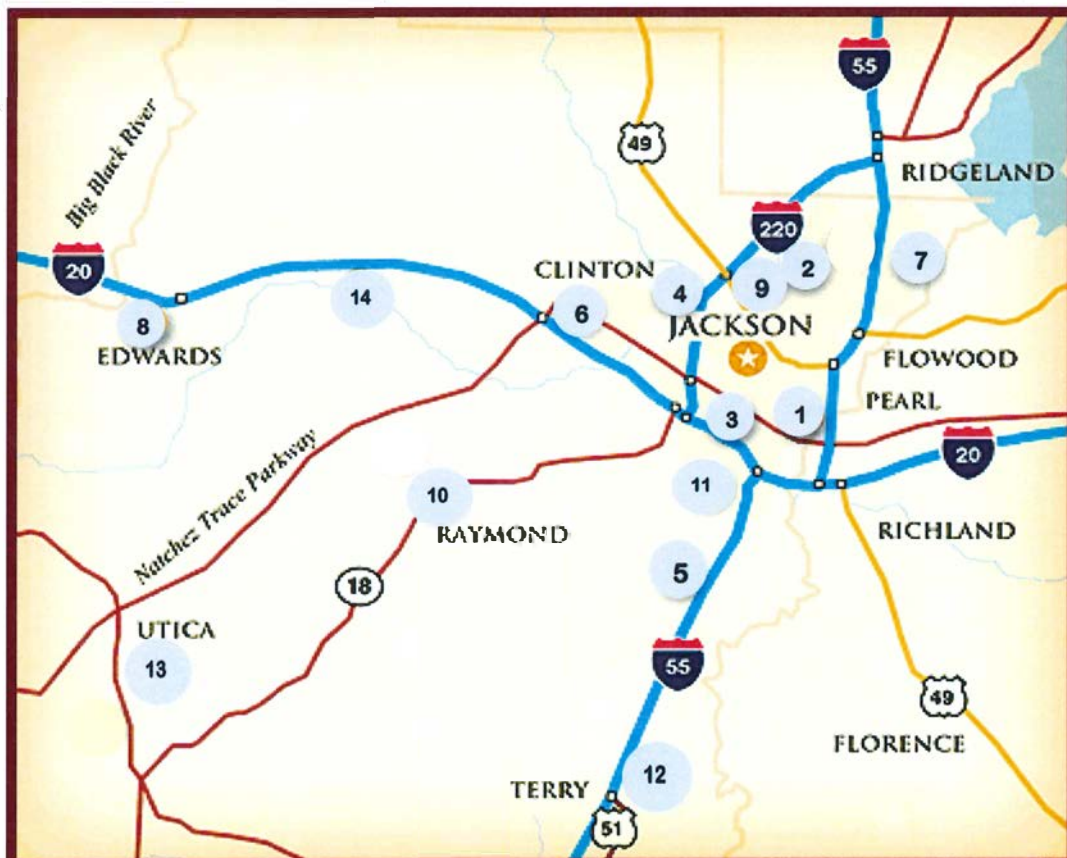 55
49
Big Black River
RIDGELAND
220
20
CLINTON
2
7
14
4
9
8
6
JACKSON
EDWARDS
FLOWOOD
PEARL
3
1
20
Natchez Trace Parkway
10
11
RAYMOND
RICHLAND
18
5
UTICA
13
55
49
FLORENCE
TERRY
12
51